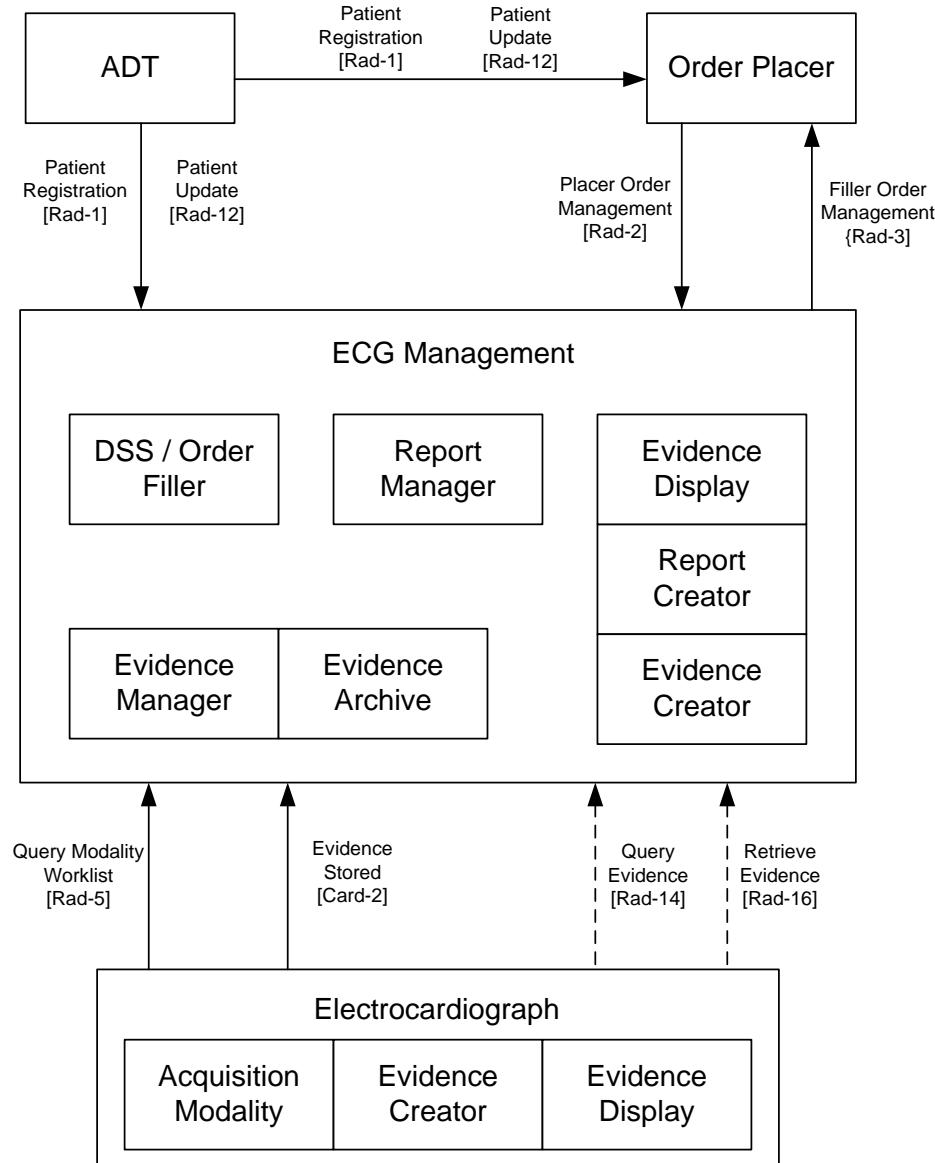 ADT
Patient
Registration
[Rad-1]
Patient
Update
[Rad-12]
Order Placer
Patient
Registration
[Rad-1]
Patient
Update
[Rad-12]
Placer Order
Management
[Rad-2]
Filler Order
Management
{Rad-3]
ECG Management
DSS / Order
Filler
Report
Manager
Evidence
Display
Report
Creator
Evidence
Manager
Evidence
Archive
Evidence
Creator
Query Modality
Worklist
[Rad-5]
Evidence
Stored
[Card-2]
Query
Evidence
[Rad-14]
Retrieve
Evidence
[Rad-16]
Electrocardiograph
Acquisition
Modality
Evidence
Creator
Evidence
Display